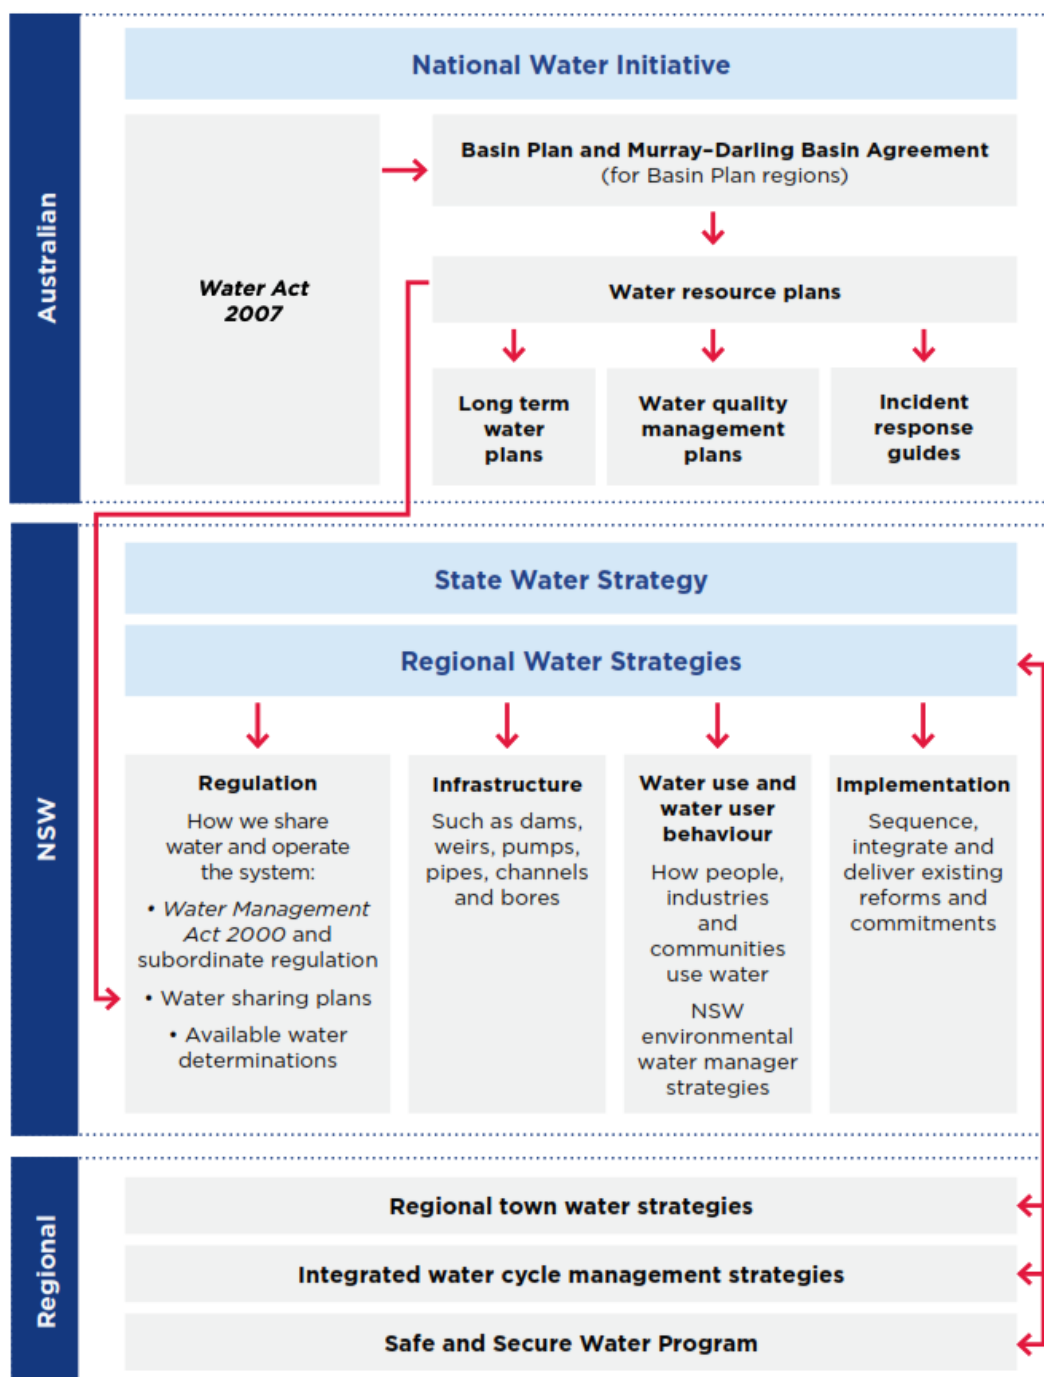 Australian
National Water Initiative
Water Act
2007
Basin Plan and Murray–Darling Basin Agreement
(for Basin Plan regions)
Water resource plans
Long term
water
plans
Water quality
management
plans
Incident
response
guides
NSW
State Water Strategy
Regional Water Strategies
Regulation
How we share
water and operate
the system:
• Water Management
Act 2000 and
subordinate regulation
• Water sharing plans
• Available water
determinations
Infrastructure
Such as dams,
weirs, pumps,
pipes, channels
and bores
Water use and
water user
behaviour
How people,
industries
and
communities
use water
NSW
environmental
water manager
strategies
Implementation
Sequence,
integrate and
deliver existing
reforms and
commitments
Regional
Regional town water strategies
Integrated water cycle management strategies
Safe and Secure Water Program